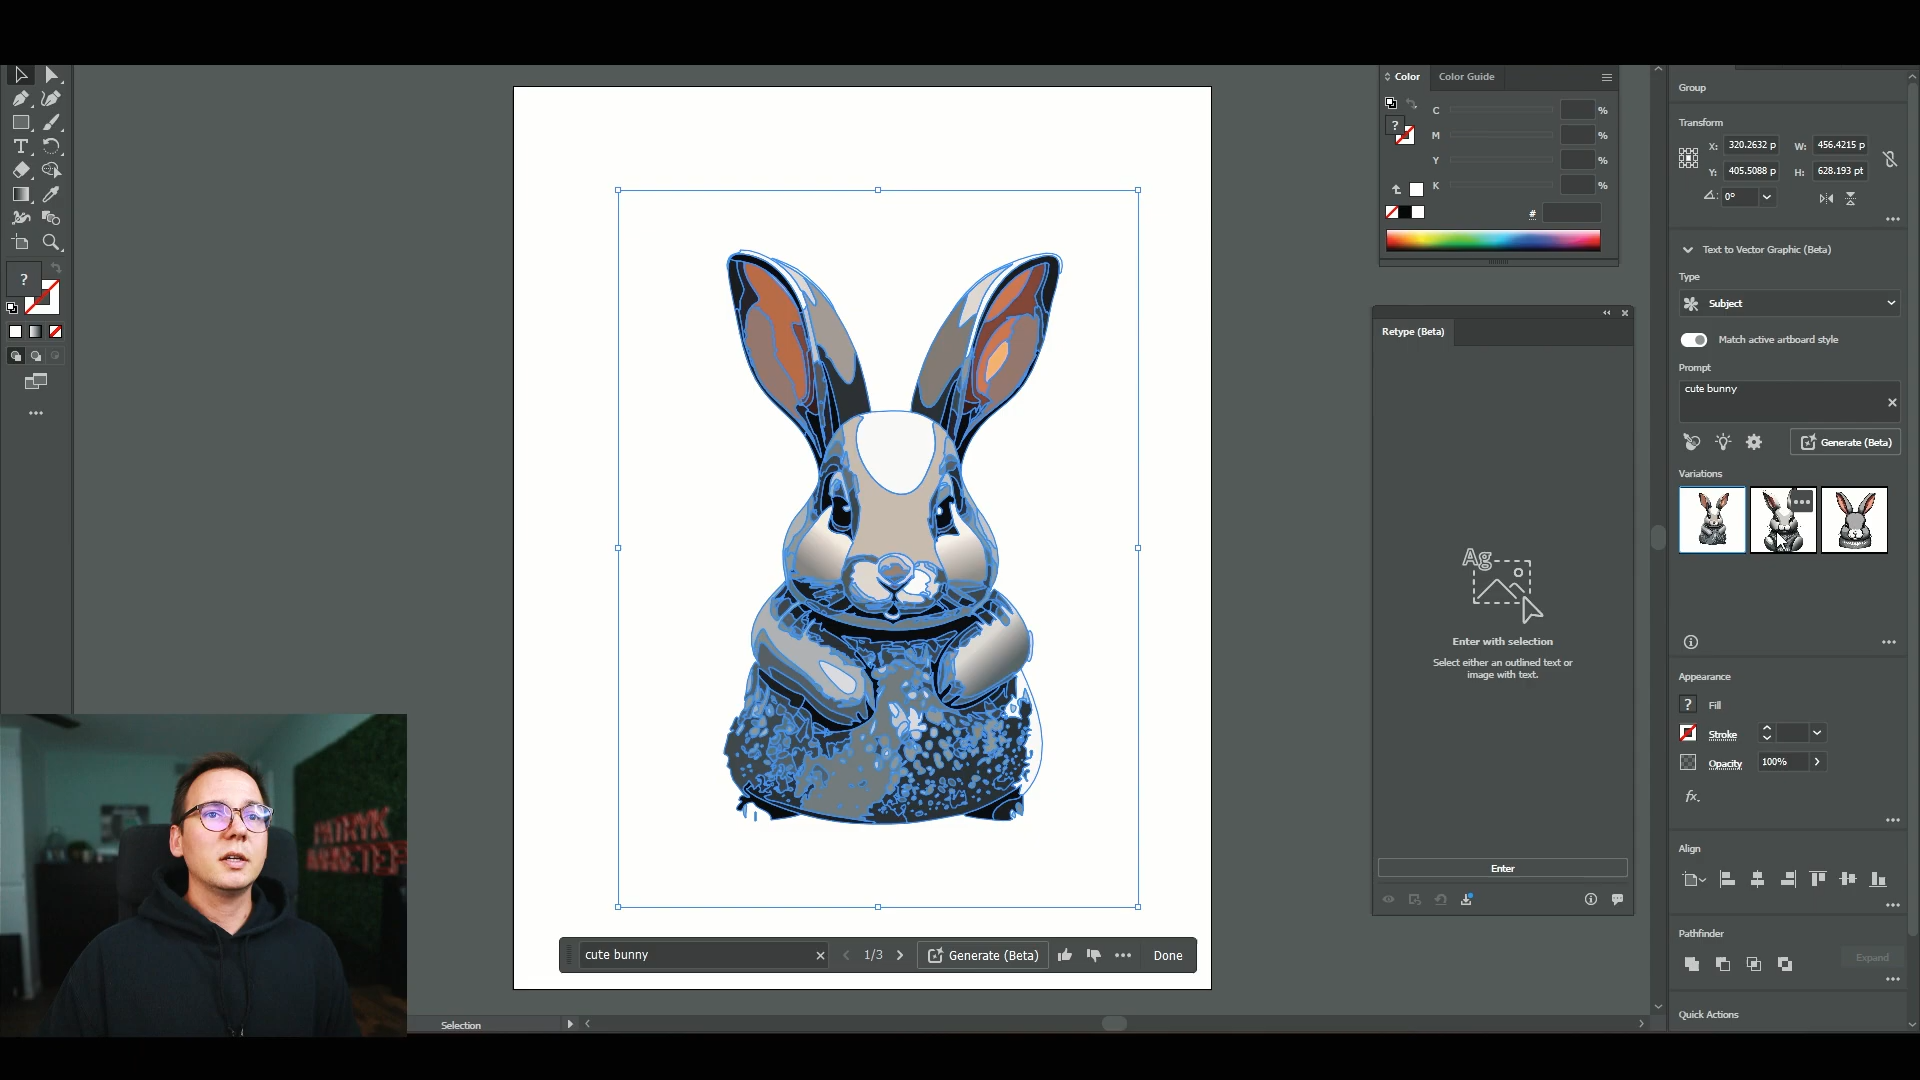 Color
Color Guide
C
%
M
%
Y
%
K
%
#
Group
Transform
X: 320.2632 p W: 456.4215 p
Y: 405.5088 p H: 628.193 pt
0°
Text to Vector Graphic (Beta)
Type
Subject
Match active artboard style
Prompt
cute bunny
Generate (Beta)
Variations
Retype (Beta)
Ag
Enter with selection
Select either an outlined text or
image with text.
Enter
Appearance
? Fill
Stroke
Opacity 100%
fx.
Align
Pathfinder
Expand
Quick Actions
T
?
cute bunny 1/3 Generate (Beta) Done
Selection